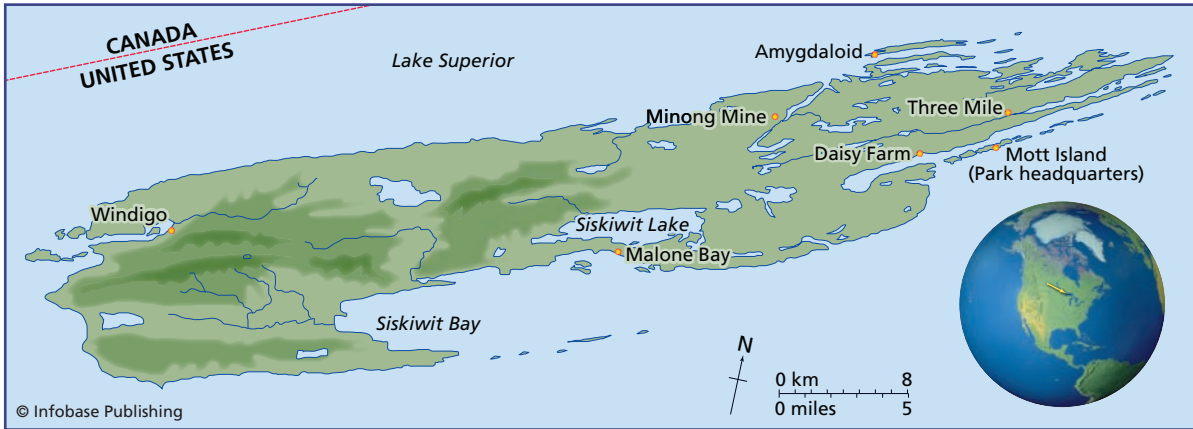 CANADA
UNITED STATES
Lake Superior
Amygdaloid
Minong Mine
Three Mile
Daisy Farm
Mott Island
(Park headquarters)
Windigo
Siskiwit Lake
Malone Bay
Siskiwit Bay
N
0 km 8
0 miles 5
© Infobase Publishing